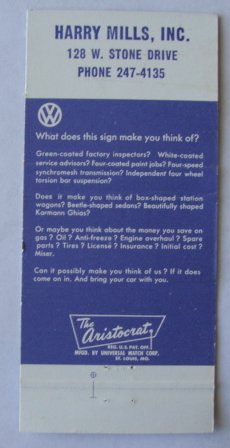 HARRY MILLS, INC.
128 W. STONE DRIVE
PHONE 247-4135
VW
What does this sign make you think of?
Green-coated factory inspectors? White-coated
service advisors? Four-coated paint jobs? Four-speed
synchromesh transmission? Independent four wheel
torsion bar suspension?
Does it make you think of box-shaped station
wagons? Beetle-shaped sedans? Beautifully shaped
Karmann Ghias?
Or maybe you think about the money you save on
gas ? Oil ? Anti-freeze ? Engine overhaul ? Spare
parts ? Tires ? License ? Insurance ? Initial cost ?
Miser.
Can it possibly make you think of us ? If it does
come on in. And bring your car with you.
The
Aristocrat
REG. U.S. PAT. OFF.
MFGD. BY UNIVERSAL MATCH CORP.
ST. LOUIS, MO.